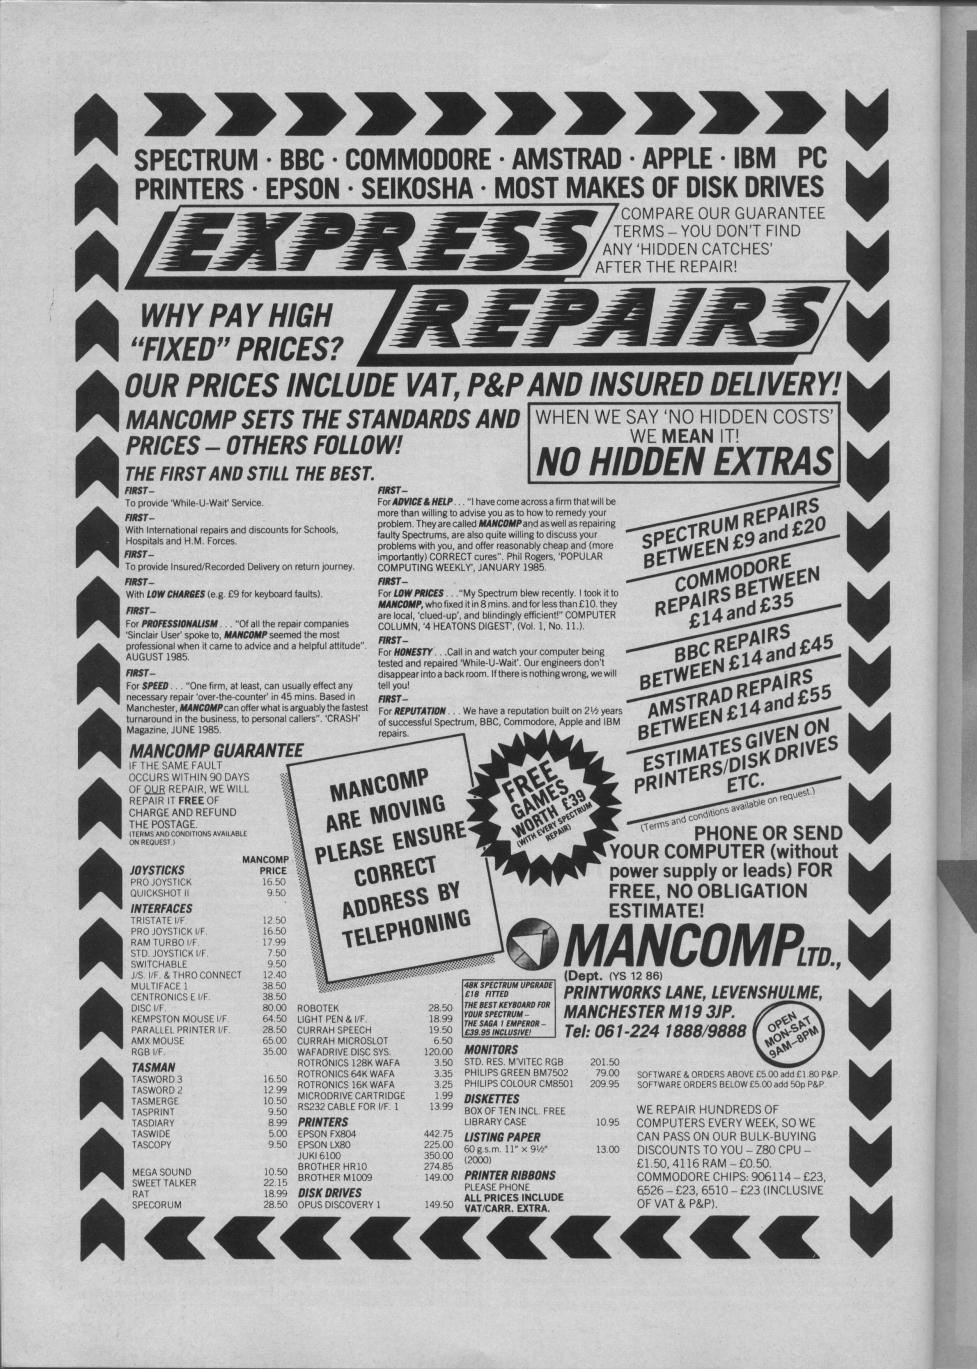 SPECTRUM · BBC · COMMODORE · AMSTRAD · APPLE · IBM PC
PRINTERS · EPSON · SEIKOSHA · MOST MAKES OF DISK DRIVES
EXPRESS
REPAIRS
COMPARE OUR GUARANTEE
TERMS – YOU DON'T FIND
ANY 'HIDDEN CATCHES'
AFTER THE REPAIR!
WHY PAY HIGH
"FIXED" PRICES?
OUR PRICES INCLUDE VAT, P&P AND INSURED DELIVERY!
MANCOMP SETS THE STANDARDS AND
PRICES – OTHERS FOLLOW!
THE FIRST AND STILL THE BEST.
WHEN WE SAY 'NO HIDDEN COSTS'
WE MEAN IT!
NO HIDDEN EXTRAS
FIRST–
To provide 'While-U-Wait' Service.
FIRST–
With International repairs and discounts for Schools,
Hospitals and H.M. Forces.
FIRST–
To provide Insured/Recorded Delivery on return journey.
FIRST–
With LOW CHARGES (e.g. £9 for keyboard faults).
FIRST–
For PROFESSIONALISM . . . "Of all the repair companies
'Sinclair User' spoke to, MANCOMP seemed the most
professional when it came to advice and a helpful attitude".
AUGUST 1985.
FIRST–
For SPEED . . . "One firm, at least, can usually effect any
necessary repair 'over-the-counter' in 45 mins. Based in
Manchester, MANCOMP can offer what is arguably the fastest
turnaround in the business, to personal callers". 'CRASH'
Magazine, JUNE 1985.
FIRST–
For ADVICE & HELP . . . "I have come across a firm that will be
more than willing to advise you as to how to remedy your
problem. They are called MANCOMP and as well as repairing
faulty Spectrums, are also quite willing to discuss your
problems with you, and offer reasonably cheap and (more
importantly) CORRECT cures". Phil Rogers, 'POPULAR
COMPUTING WEEKLY', JANUARY 1985.
FIRST–
For LOW PRICES . . ."My Spectrum blew recently. I took it to
MANCOMP, who fixed it in 8 mins. and for less than £10. they
are local, 'clued-up', and blindingly efficient!" COMPUTER
COLUMN, '4 HEATONS DIGEST', (Vol. 1, No. 11.).
FIRST–
For HONESTY . . .Call in and watch your computer being
tested and repaired 'While-U-Wait'. Our engineers don't
disappear into a back room. If there is nothing wrong, we will
tell you!
FIRST–
For REPUTATION . . . We have a reputation built on 2½ years
of successful Spectrum, BBC, Commodore, Apple and IBM
repairs.
SPECTRUM REPAIRS
BETWEEN £9 and £20
COMMODORE
REPAIRS BETWEEN
£14 and £35
BBC REPAIRS
BETWEEN £14 and £45
AMSTRAD REPAIRS
BETWEEN £14 and £55
ESTIMATES GIVEN ON
PRINTERS/DISK DRIVES
ETC.
(Terms and conditions available on request.)
MANCOMP GUARANTEE
IF THE SAME FAULT
OCCURS WITHIN 90 DAYS
OF OUR REPAIR, WE WILL
REPAIR IT FREE OF
CHARGE AND REFUND
THE POSTAGE.
(TERMS AND CONDITIONS AVAILABLE
ON REQUEST.)
MANCOMP
ARE MOVING
PLEASE ENSURE
CORRECT
ADDRESS BY
TELEPHONING
FREE
GAMES
WORTH £39
(WITH EVERY SPECTRUM
REPAIR)
PHONE OR SEND
YOUR COMPUTER (without
power supply or leads) FOR
FREE, NO OBLIGATION
ESTIMATE!
MANCOMP LTD.,
(Dept. (YS 12 86)
PRINTWORKS LANE, LEVENSHULME,
MANCHESTER M19 3JP.
Tel: 061-224 1888/9888
OPEN
MON-SAT
9AM–8PM
MANCOMP
PRICE
JOYSTICKS
PRO JOYSTICK 16.50
QUICKSHOT II 9.50
INTERFACES
TRISTATE I/F. 12.50
PRO JOYSTICK I/F. 16.50
RAM TURBO I/F. 17.99
STD. JOYSTICK I/F. 7.50
SWITCHABLE 9.50
J/S. I/F. & THRO CONNECT 12.40
MULTIFACE 1 38.50
CENTRONICS E I/F. 38.50
DISC I/F. 80.00
KEMPSTON MOUSE I/F. 64.50
PARALLEL PRINTER I/F. 28.50
AMX MOUSE 65.00
RGB I/F. 35.00
TASMAN
TASWORD 3 16.50
TASWORD 2 12.99
TASMERGE 10.50
TASPRINT 9.50
TASDIARY 8.99
TASWIDE 5.00
TASCOPY 9.50
MEGA SOUND 10.50
SWEET TALKER 22.15
RAT 18.99
SPECORUM 28.50
ROBOTEK 28.50
LIGHT PEN & I/F. 18.99
CURRAH SPEECH 19.50
CURRAH MICROSLOT 6.50
WAFADRIVE DISC SYS. 120.00
ROTRONICS 128K WAFA 3.50
ROTRONICS 64K WAFA 3.35
ROTRONICS 16K WAFA 3.25
MICRODRIVE CARTRIDGE 1.99
RS232 CABLE FOR I/F. 1 13.99
PRINTERS
EPSON FX804 442.75
EPSON LX80 225.00
JUKI 6100 350.00
BROTHER HR10 274.85
BROTHER M1009 149.00
DISK DRIVES
OPUS DISCOVERY 1 149.50
48K SPECTRUM UPGRADE
£18 FITTED
THE BEST KEYBOARD FOR
YOUR SPECTRUM –
THE SAGA 1 EMPEROR –
£39.95 INCLUSIVE!
MONITORS
STD. RES. M'VITEC RGB 201.50
PHILIPS GREEN BM7502 79.00
PHILIPS COLOUR CM8501 209.95
DISKETTES
BOX OF TEN INCL. FREE
LIBRARY CASE 10.95
LISTING PAPER
60 g.s.m. 11" × 9½" 13.00
(2000)
PRINTER RIBBONS
PLEASE PHONE
ALL PRICES INCLUDE
VAT/CARR. EXTRA.
SOFTWARE & ORDERS ABOVE £5.00 add £1.80 P&P.
SOFTWARE ORDERS BELOW £5.00 add 50p P&P.
WE REPAIR HUNDREDS OF
COMPUTERS EVERY WEEK, SO WE
CAN PASS ON OUR BULK-BUYING
DISCOUNTS TO YOU – Z80 CPU –
£1.50, 4116 RAM – £0.50.
COMMODORE CHIPS: 906114 – £23,
6526 – £23, 6510 – £23 (INCLUSIVE
OF VAT & P&P).